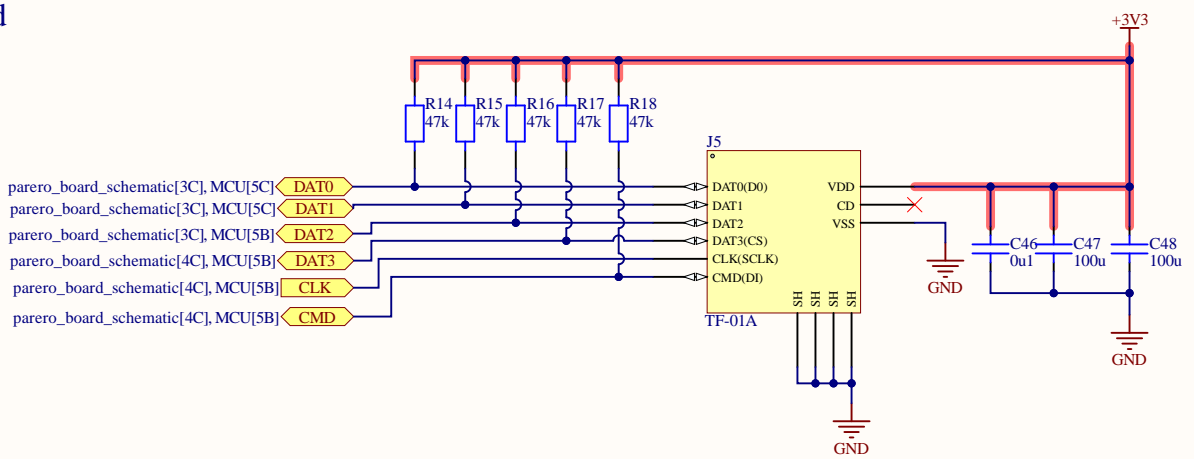 d
+3V3
R14
47k
R15
47k
R16
47k
R17
47k
R18
47k
J5
parero_board_schematic[3C], MCU[5C]
DAT0
parero_board_schematic[3C], MCU[5C]
DAT1
parero_board_schematic[3C], MCU[5B]
DAT2
parero_board_schematic[4C], MCU[5B]
DAT3
parero_board_schematic[4C], MCU[5B]
CLK
parero_board_schematic[4C], MCU[5B]
CMD
DAT0(D0)
DAT1
DAT2
DAT3(CS)
CLK(SCLK)
CMD(DI)
VDD
CD
VSS
SH
SH
SH
SH
TF-01A
C46
0u1
C47
100u
C48
100u
GND
GND
GND